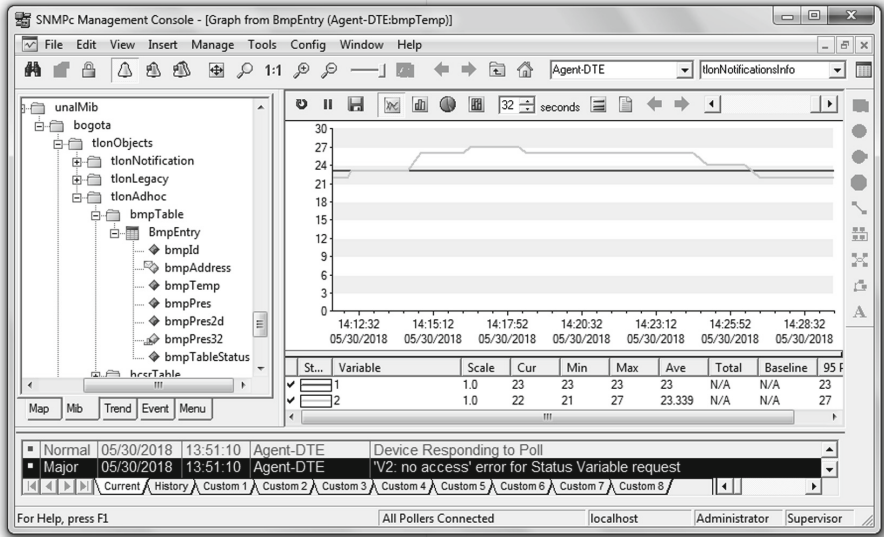 SNMPc Management Console - [Graph from BmpEntry (Agent-DTE:bmpTemp)]
File Edit View Insert Manage Tools Config Window Help
1:1 Agent-DTE tlonNotificationsInfo
unalMib
bogota
tlonObjects
tlonNotification
tlonLegacy
tlonAdhoc
bmpTable
BmpEntry
bmpId
bmpAddress
bmpTemp
bmpPres
bmpPres2d
bmpPres32
bmpTableStatus
hcsrTable
Map Mib Trend Event Menu
32 seconds
30
27
24
21
18
15
12
9
6
3
0
14:12:32 14:15:12 14:17:52 14:20:32 14:23:12 14:25:52 14:28:32
05/30/2018 05/30/2018 05/30/2018 05/30/2018 05/30/2018 05/30/2018 05/30/2018
St... Variable Scale Cur Min Max Ave Total Baseline 95 P
1 1.0 23 23 23 23 N/A N/A 23
2 1.0 22 21 27 23.339 N/A N/A 27
A
Normal 05/30/2018 13:51:10 Agent-DTE Device Responding to Poll
Major 05/30/2018 13:51:10 Agent-DTE 'V2: no access' error for Status Variable request
Current History Custom 1 Custom 2 Custom 3 Custom 4 Custom 5 Custom 6 Custom 7 Custom 8
For Help, press F1 All Pollers Connected localhost Administrator Supervisor